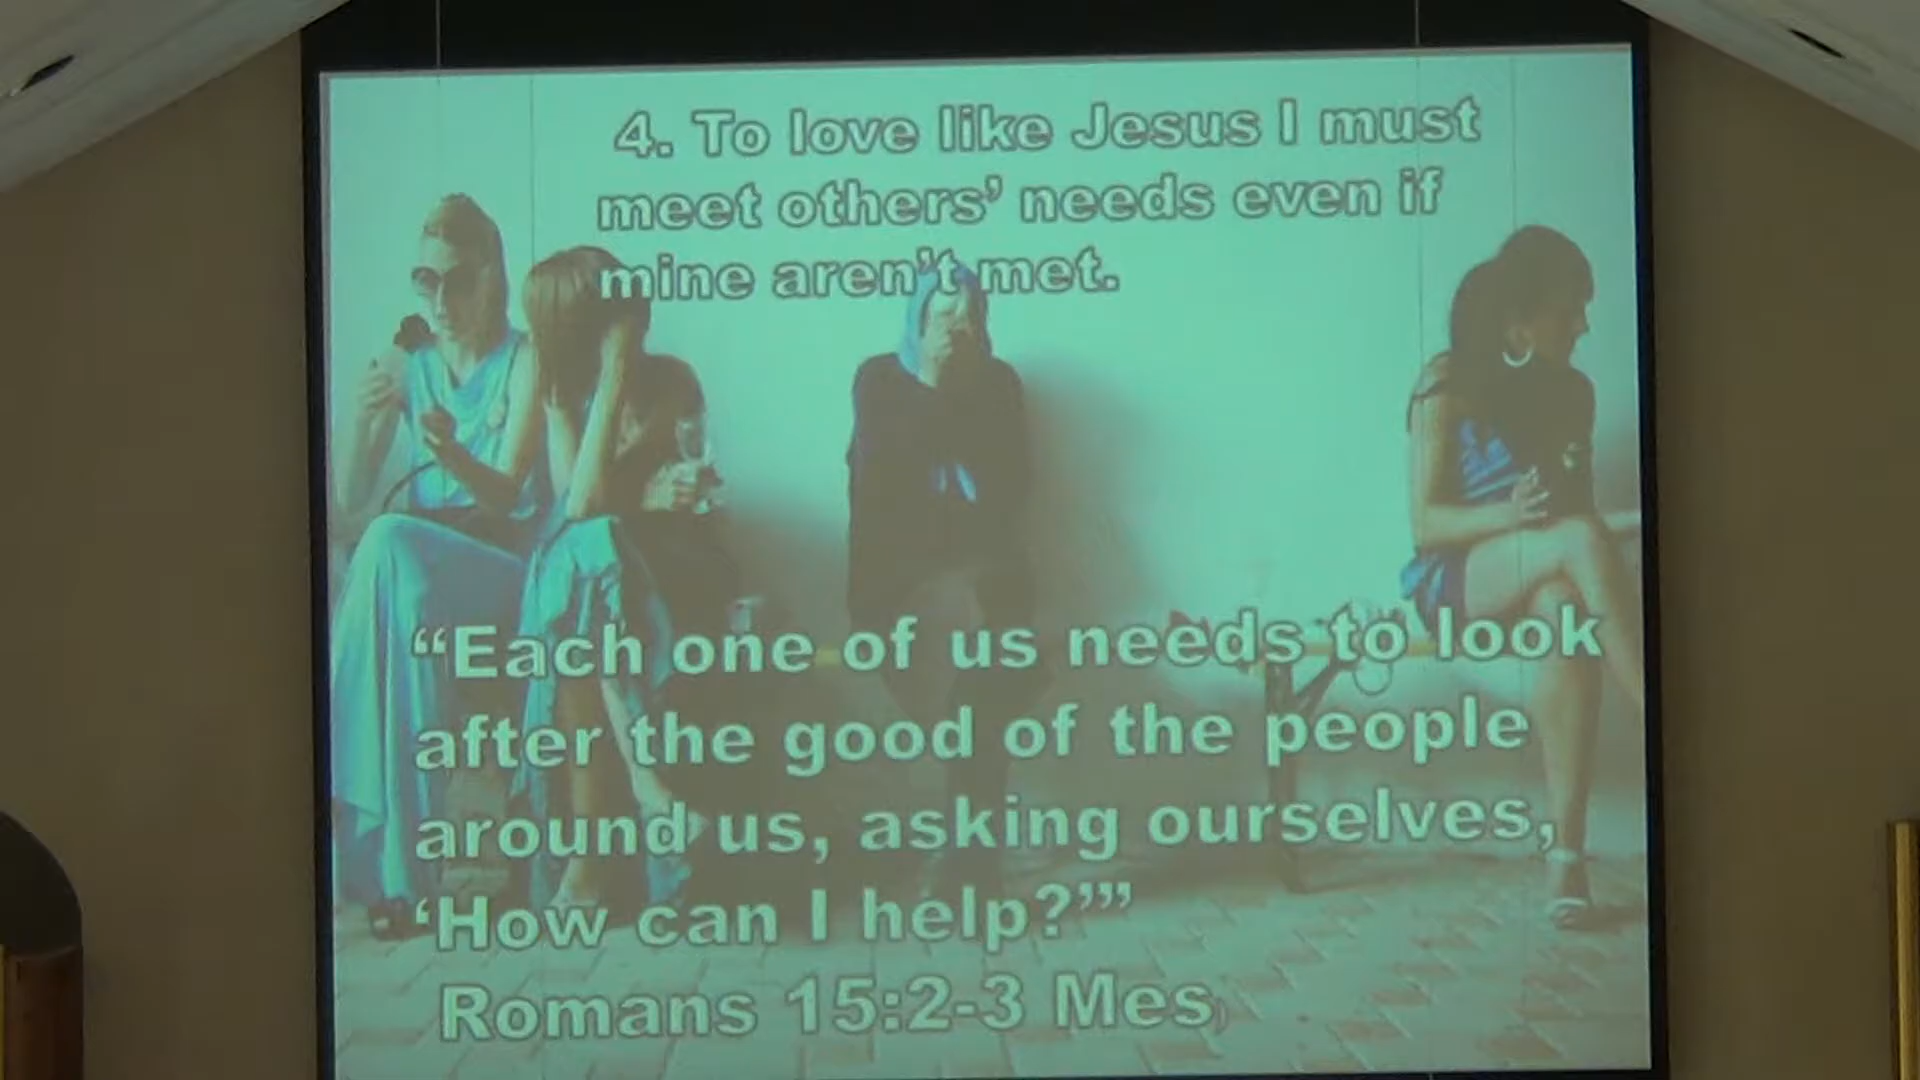 4. To love like Jesus I must
meet others’ needs even if
mine aren’t met.
“Each one of us needs to look
after the good of the people
around us, asking ourselves,
‘How can I help?’”
Romans 15:2-3 Mes)